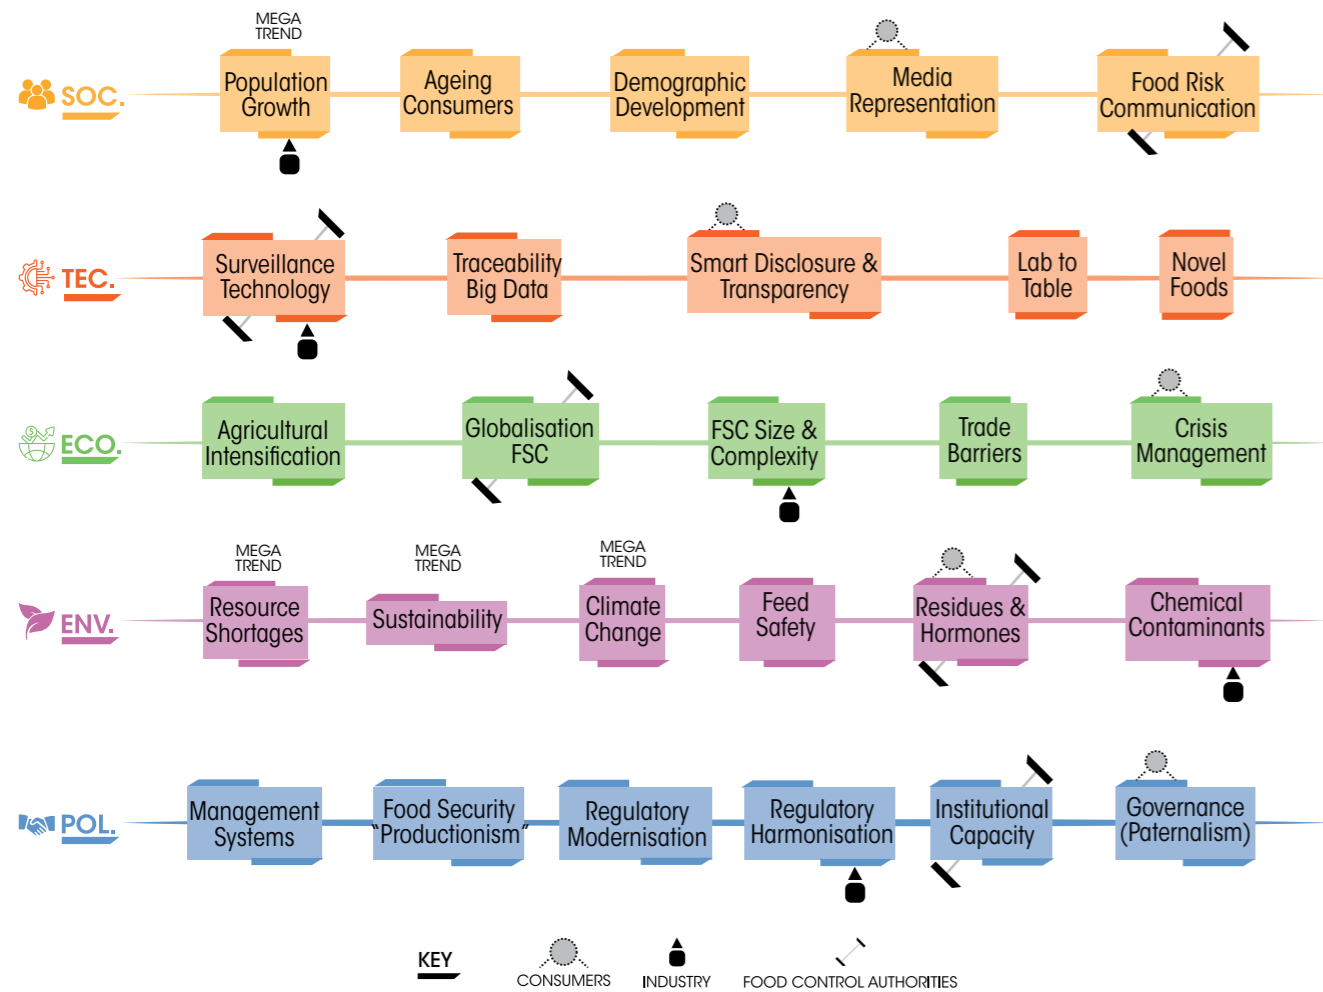 MEGA
TREND
SOC.
Population
Growth
Ageing
Consumers
Demographic
Development
Media
Representation
Food Risk
Communication
TEC.
Surveillance
Technology
Traceability
Big Data
Smart Disclosure &
Transparency
Lab to
Table
Novel
Foods
ECO.
Agricultural
Intensification
Globalisation
FSC
FSC Size &
Complexity
Trade
Barriers
Crisis
Management
MEGA
TREND
MEGA
TREND
MEGA
TREND
ENV.
Resource
Shortages
Sustainability
Climate
Change
Feed
Safety
Residues &
Hormones
Chemical
Contaminants
POL.
Management
Systems
Food Security
"Productionism"
Regulatory
Modernisation
Regulatory
Harmonisation
Institutional
Capacity
Governance
(Paternalism)
KEY
CONSUMERS
INDUSTRY
FOOD CONTROL AUTHORITIES